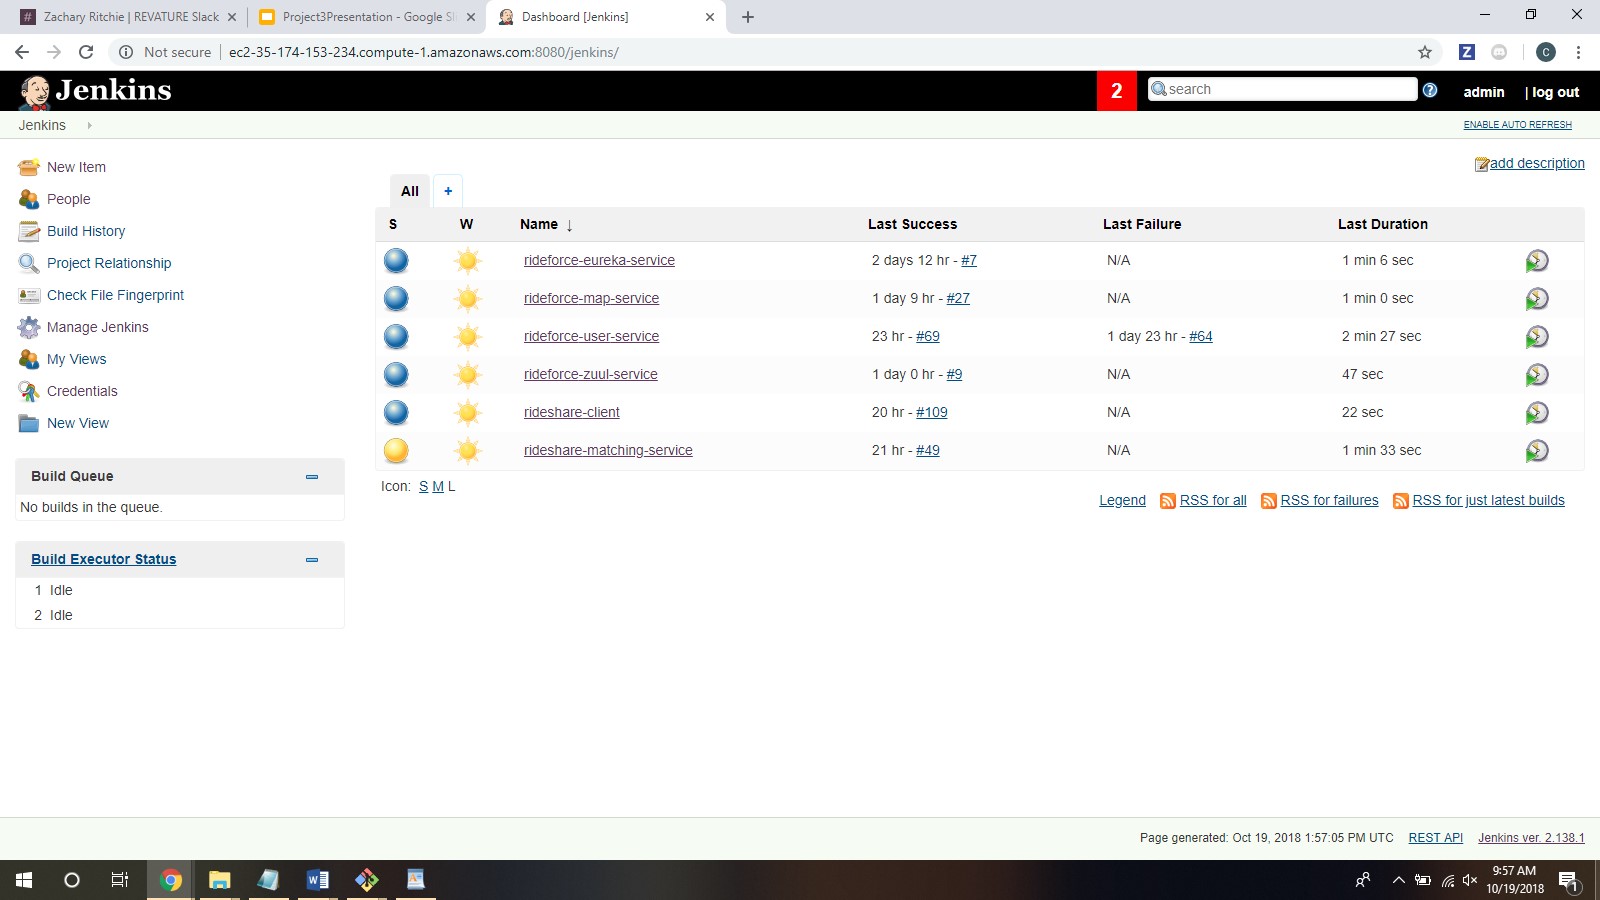 Zachary Ritchie | REVATURE Slack
Project3Presentation - Google Sl
Dashboard [Jenkins]
Not secure
ec2-35-174-153-234.compute-1.amazonaws.com:8080/jenkins/
Z
C
Jenkins
2
search
?
admin
| log out
Jenkins
ENABLE AUTO REFRESH
New Item
People
Build History
Project Relationship
Check File Fingerprint
Manage Jenkins
My Views
Credentials
New View
Build Queue
No builds in the queue.
Build Executor Status
1 Idle
2 Idle
add description
All +
S W Name ↓ Last Success Last Failure Last Duration
rideforce-eureka-service 2 days 12 hr - #7 N/A 1 min 6 sec
rideforce-map-service 1 day 9 hr - #27 N/A 1 min 0 sec
rideforce-user-service 23 hr - #69 1 day 23 hr - #64 2 min 27 sec
rideforce-zuul-service 1 day 0 hr - #9 N/A 47 sec
rideshare-client 20 hr - #109 N/A 22 sec
rideshare-matching-service 21 hr - #49 N/A 1 min 33 sec
Icon: S M L
Legend RSS for all RSS for failures RSS for just latest builds
Page generated: Oct 19, 2018 1:57:05 PM UTC REST API Jenkins ver. 2.138.1
9:57 AM
10/19/2018
1